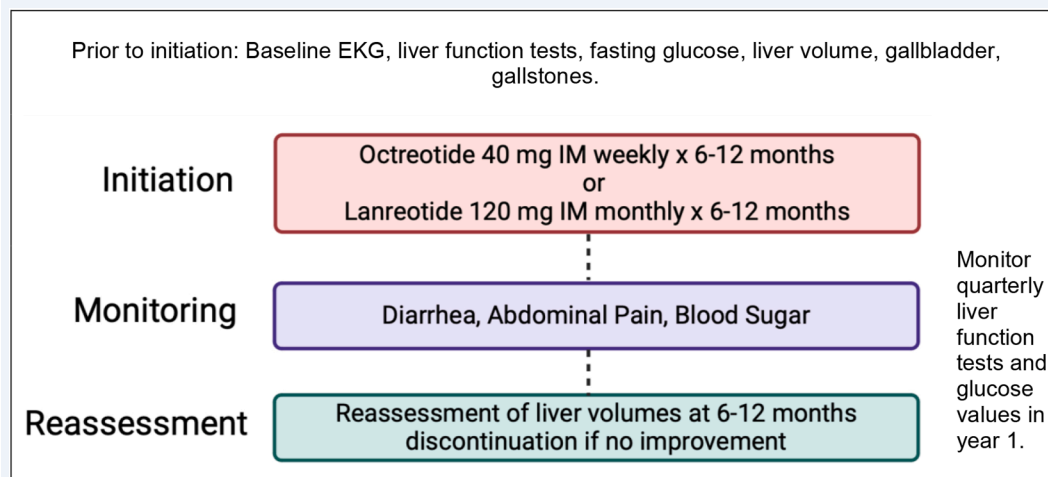 Prior to initiation: Baseline EKG, liver function tests, fasting glucose, liver volume, gallbladder,
gallstones.
Initiation
Octreotide 40 mg IM weekly x 6-12 months
or
Lanreotide 120 mg IM monthly x 6-12 months
Monitoring
Diarrhea, Abdominal Pain, Blood Sugar
Reassessment
Reassessment of liver volumes at 6-12 months
discontinuation if no improvement
Monitor
quarterly
liver
function
tests and
glucose
values in
year 1.